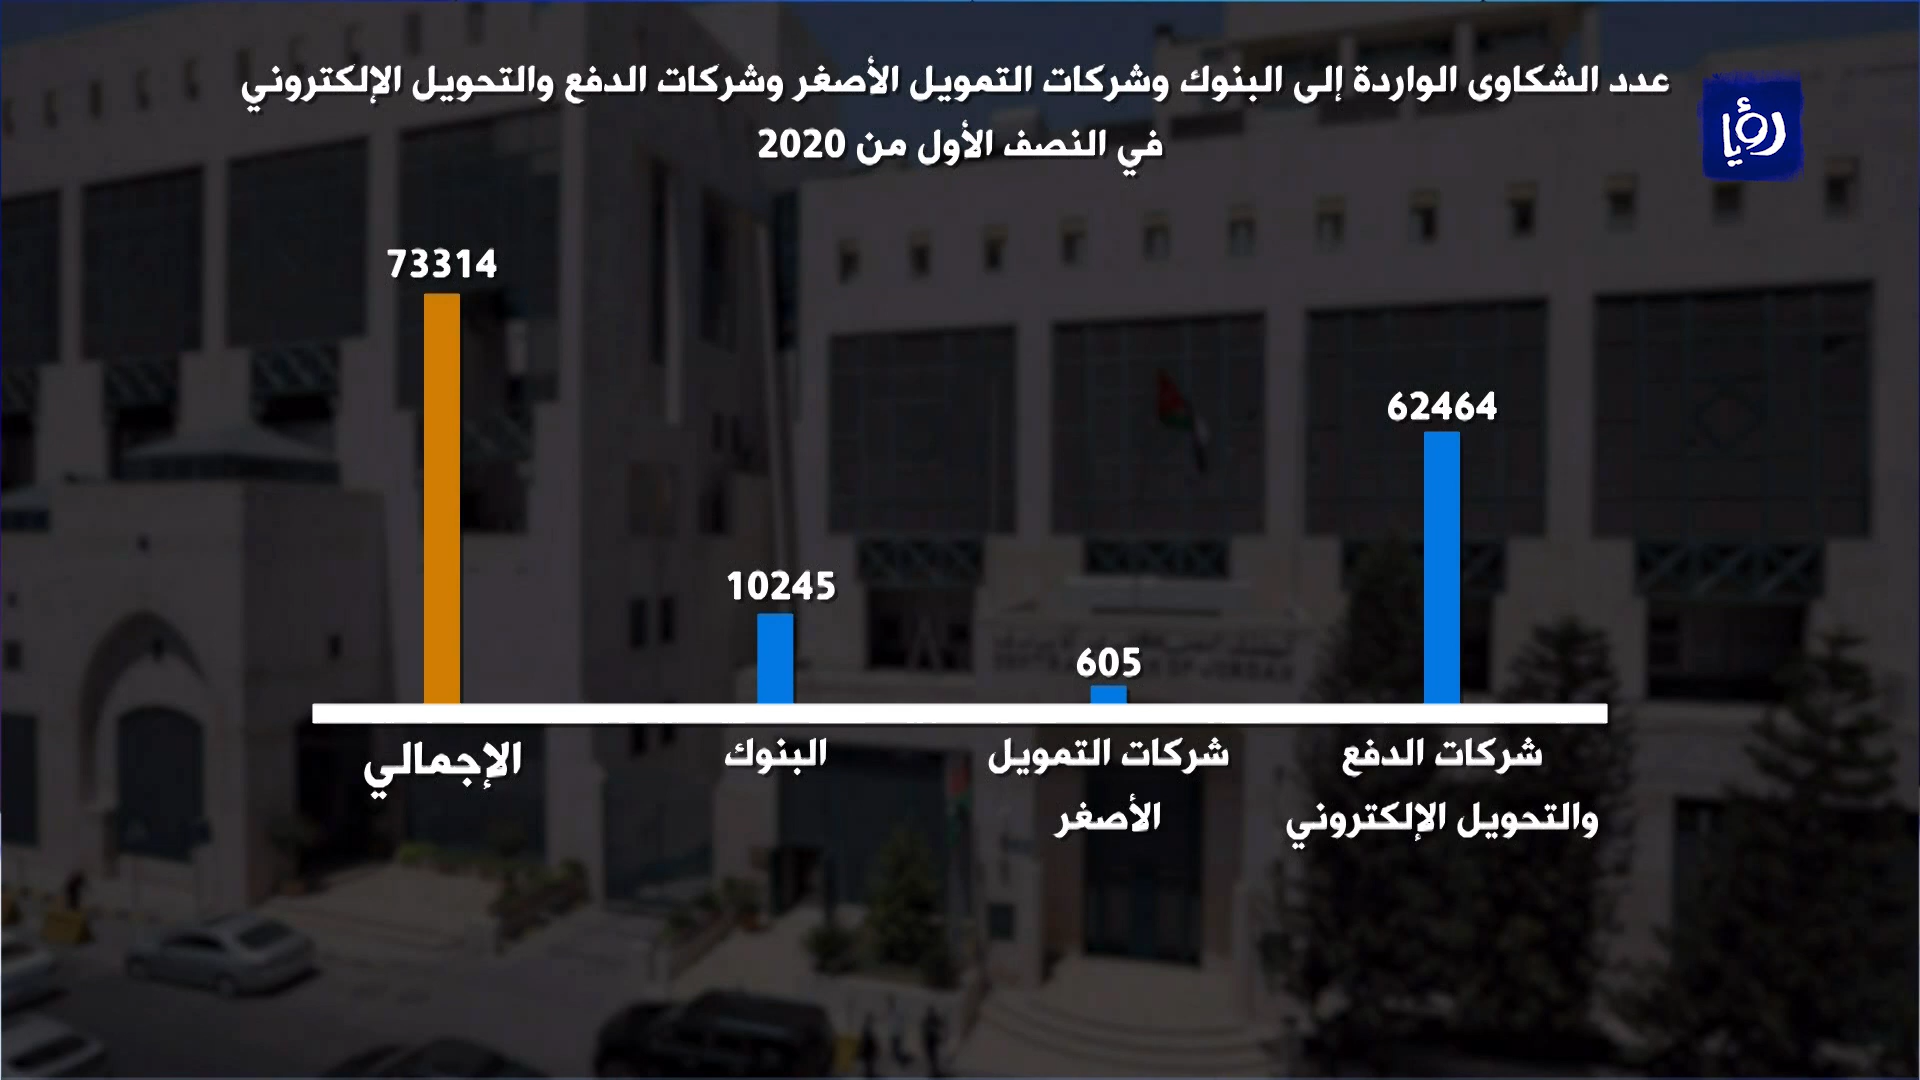 عدد الشكاوى الواردة إلى البنوك وشركات التمويل الأصغر وشركات الدفع والتحويل الإلكتروني
في النصف الأول من 2020
رؤيا
62464
605
10245
73314
شركات الدفع
والتحويل الإلكتروني
شركات التمويل
الأصغر
البنوك
الإجمالي